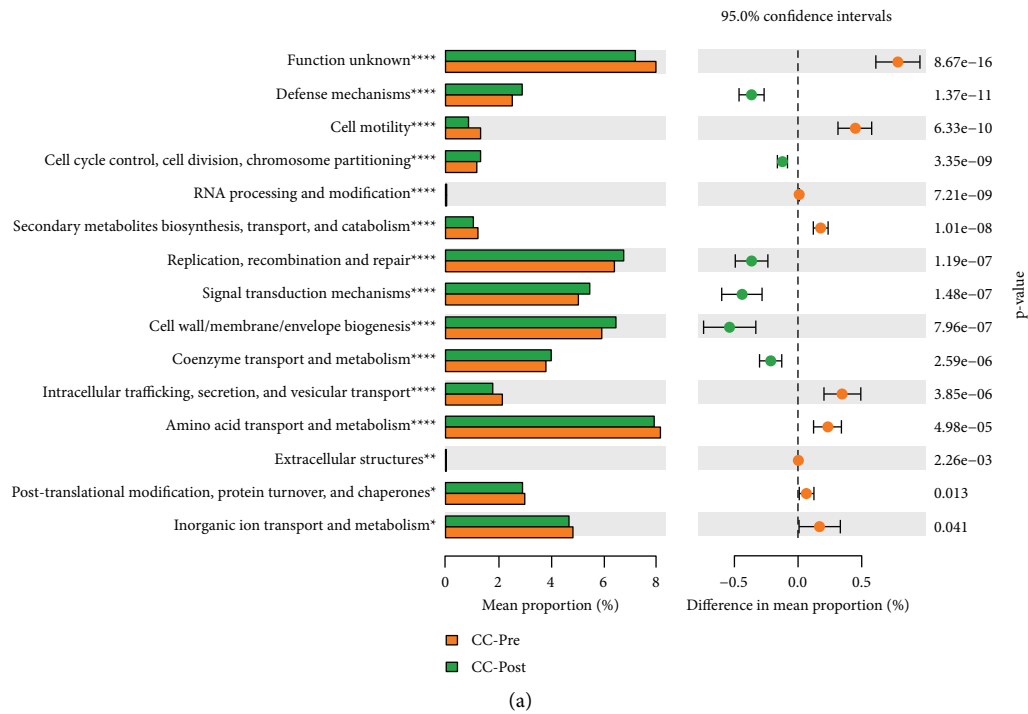 95.0% confidence intervals
Function unknown**** 8.67e−16
Defense mechanisms**** 1.37e−11
Cell motility**** 6.33e−10
Cell cycle control, cell division, chromosome partitioning**** 3.35e−09
RNA processing and modification**** 7.21e−09
Secondary metabolites biosynthesis, transport, and catabolism**** 1.01e−08
Replication, recombination and repair**** 1.19e−07
Signal transduction mechanisms**** 1.48e−07
Cell wall/membrane/envelope biogenesis**** 7.96e−07
Coenzyme transport and metabolism**** 2.59e−06
Intracellular trafficking, secretion, and vesicular transport**** 3.85e−06
Amino acid transport and metabolism**** 4.98e−05
Extracellular structures** 2.26e−03
Post-translational modification, protein turnover, and chaperones* 0.013
Inorganic ion transport and metabolism* 0.041
p-value
0 2 4 6 8 −0.5 0.0 0.5
Mean proportion (%) Difference in mean proportion (%)
CC-Pre
CC-Post
(a)